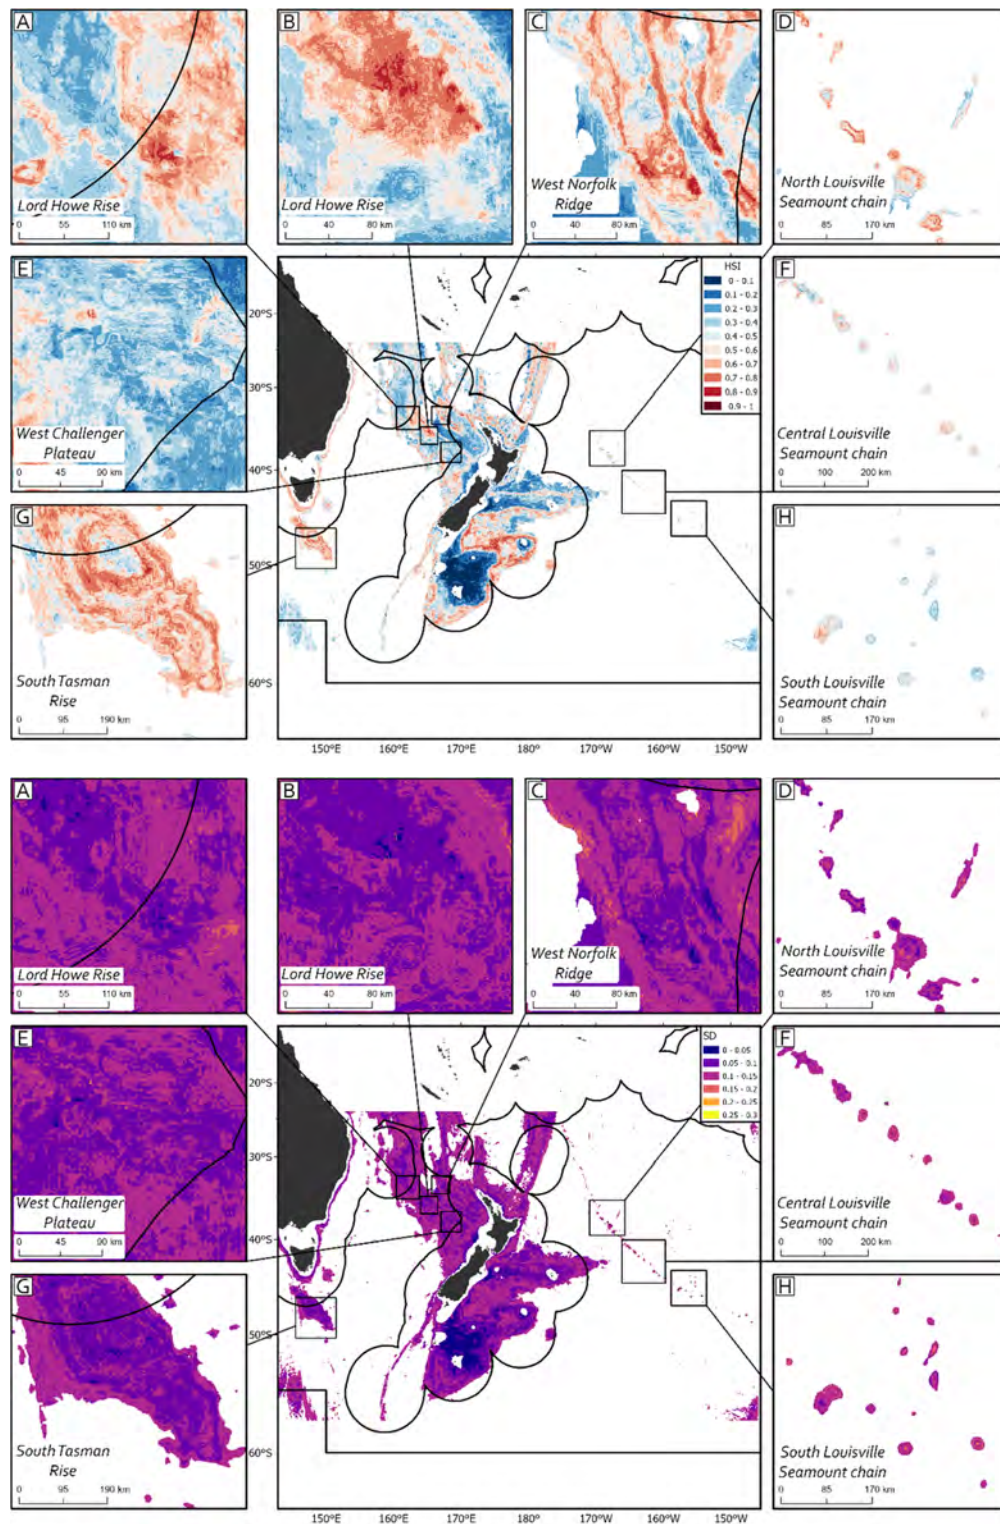 A
Lord Howe Rise
0 55 110 km
B
Lord Howe Rise
0 40 80 km
C
West Norfolk
Ridge
0 40 80 km
D
North Louisville
Seamount chain
0 85 170 km
E
West Challenger
Plateau
0 45 90 km
HSI
0 - 0.1
0.1 - 0.2
0.2 - 0.3
0.3 - 0.4
0.4 - 0.5
0.5 - 0.6
0.6 - 0.7
0.7 - 0.8
0.8 - 0.9
0.9 - 1
20°S
30°S
40°S
50°S
60°S
F
Central Louisville
Seamount chain
0 100 200 km
G
South Tasman
Rise
0 95 190 km
H
South Louisville
Seamount chain
0 85 170 km
150°E 160°E 170°E 180° 170°W 160°W 150°W
A
Lord Howe Rise
0 55 110 km
B
Lord Howe Rise
0 40 80 km
C
West Norfolk
Ridge
0 40 80 km
D
North Louisville
Seamount chain
0 85 170 km
E
West Challenger
Plateau
0 45 90 km
SD
0 - 0.05
0.05 - 0.1
0.1 - 0.15
0.15 - 0.2
0.2 - 0.25
0.25 - 0.3
20°S
30°S
40°S
50°S
60°S
F
Central Louisville
Seamount chain
0 100 200 km
G
South Tasman
Rise
0 95 190 km
H
South Louisville
Seamount chain
0 85 170 km
150°E 160°E 170°E 180° 170°W 160°W 150°W